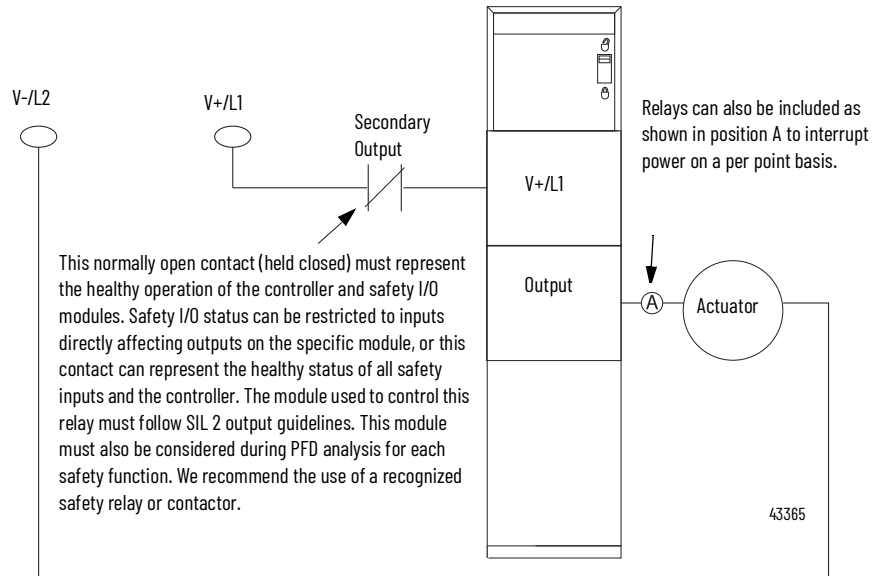 V-/L2
V+/L1
Secondary
Output
V+/L1
Relays can also be included as
shown in position A to interrupt
power on a per point basis.
This normally open contact (held closed) must represent
the healthy operation of the controller and safety I/O
modules. Safety I/O status can be restricted to inputs
directly affecting outputs on the specific module, or this
contact can represent the healthy status of all safety
inputs and the controller. The module used to control this
relay must follow SIL 2 output guidelines. This module
must also be considered during PFD analysis for each
safety function. We recommend the use of a recognized
safety relay or contactor.
Output
A
Actuator
43365